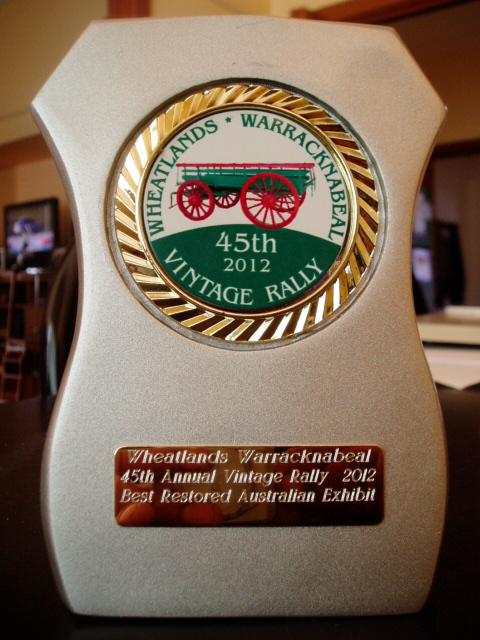 WHEATLANDS * WARRACKNABEAL
45th
2012
VINTAGE RALLY
Wheatlands Warracknabeal
45th Annual Vintage Rally 2012
Best Restored Australian Exhibit